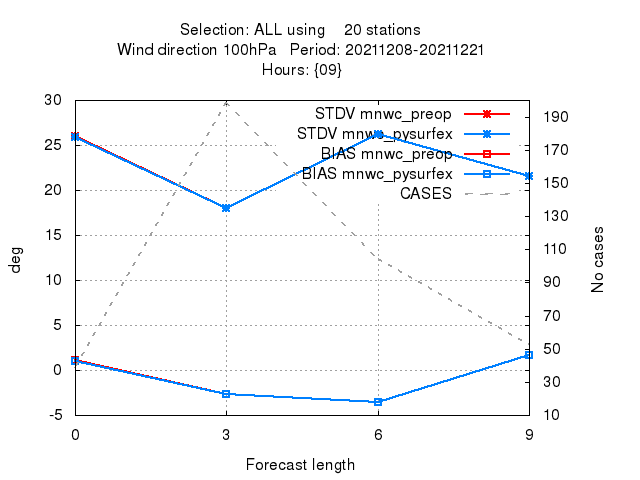 Selection: ALL using 20 stations
Wind direction 100hPa Period: 20211208-20211221
Hours: {09}
STDV mnwc_preop
STDV mnwc_pysurfex
BIAS mnwc_preop
BIAS mnwc_pysurfex
CASES
30
25
20
15
10
5
0
-5
deg
190
170
150
130
110
90
70
50
30
10
No cases
0 3 6 9
Forecast length